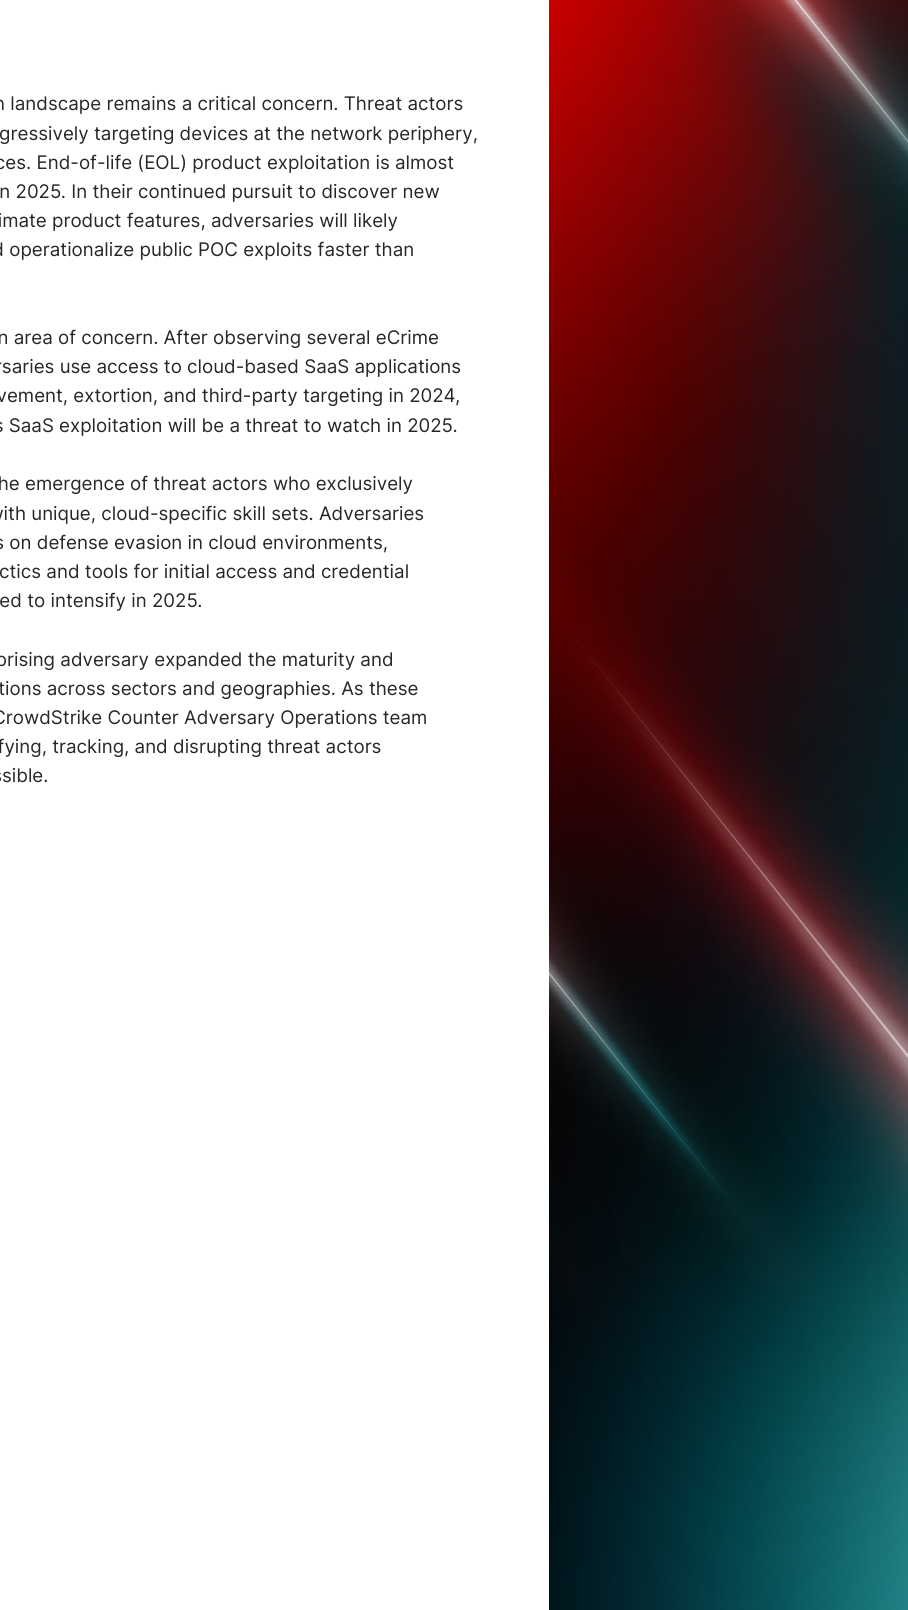 landscape remains a critical concern. Threat actors
gressively targeting devices at the network periphery,
ces. End-of-life (EOL) product exploitation is almost
n 2025. In their continued pursuit to discover new
imate product features, adversaries will likely
operationalize public POC exploits faster than
n area of concern. After observing several eCrime
rsaries use access to cloud-based SaaS applications
vement, extortion, and third-party targeting in 2024,
s SaaS exploitation will be a threat to watch in 2025.
he emergence of threat actors who exclusively
with unique, cloud-specific skill sets. Adversaries
s on defense evasion in cloud environments,
ctics and tools for initial access and credential
ed to intensify in 2025.
prising adversary expanded the maturity and
tions across sectors and geographies. As these
CrowdStrike Counter Adversary Operations team
fying, tracking, and disrupting threat actors
ssible.